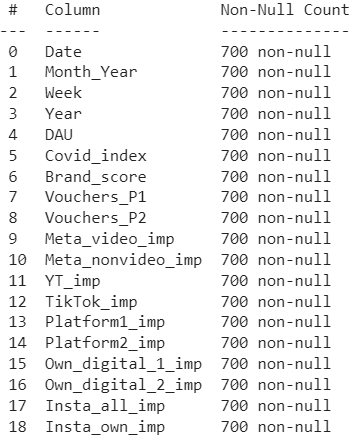 #   Column               Non-Null Count
---  ------               --------------
0   Date                 700 non-null
1   Month_Year           700 non-null
2   Week                 700 non-null
3   Year                 700 non-null
4   DAU                  700 non-null
5   Covid_index          700 non-null
6   Brand_score          700 non-null
7   Vouchers_P1          700 non-null
8   Vouchers_P2          700 non-null
9   Meta_video_imp       700 non-null
10  Meta_nonvideo_imp    700 non-null
11  YT_imp               700 non-null
12  TikTok_imp           700 non-null
13  Platform1_imp        700 non-null
14  Platform2_imp        700 non-null
15  Own_digital_1_imp    700 non-null
16  Own_digital_2_imp    700 non-null
17  Insta_all_imp        700 non-null
18  Insta_own_imp        700 non-null